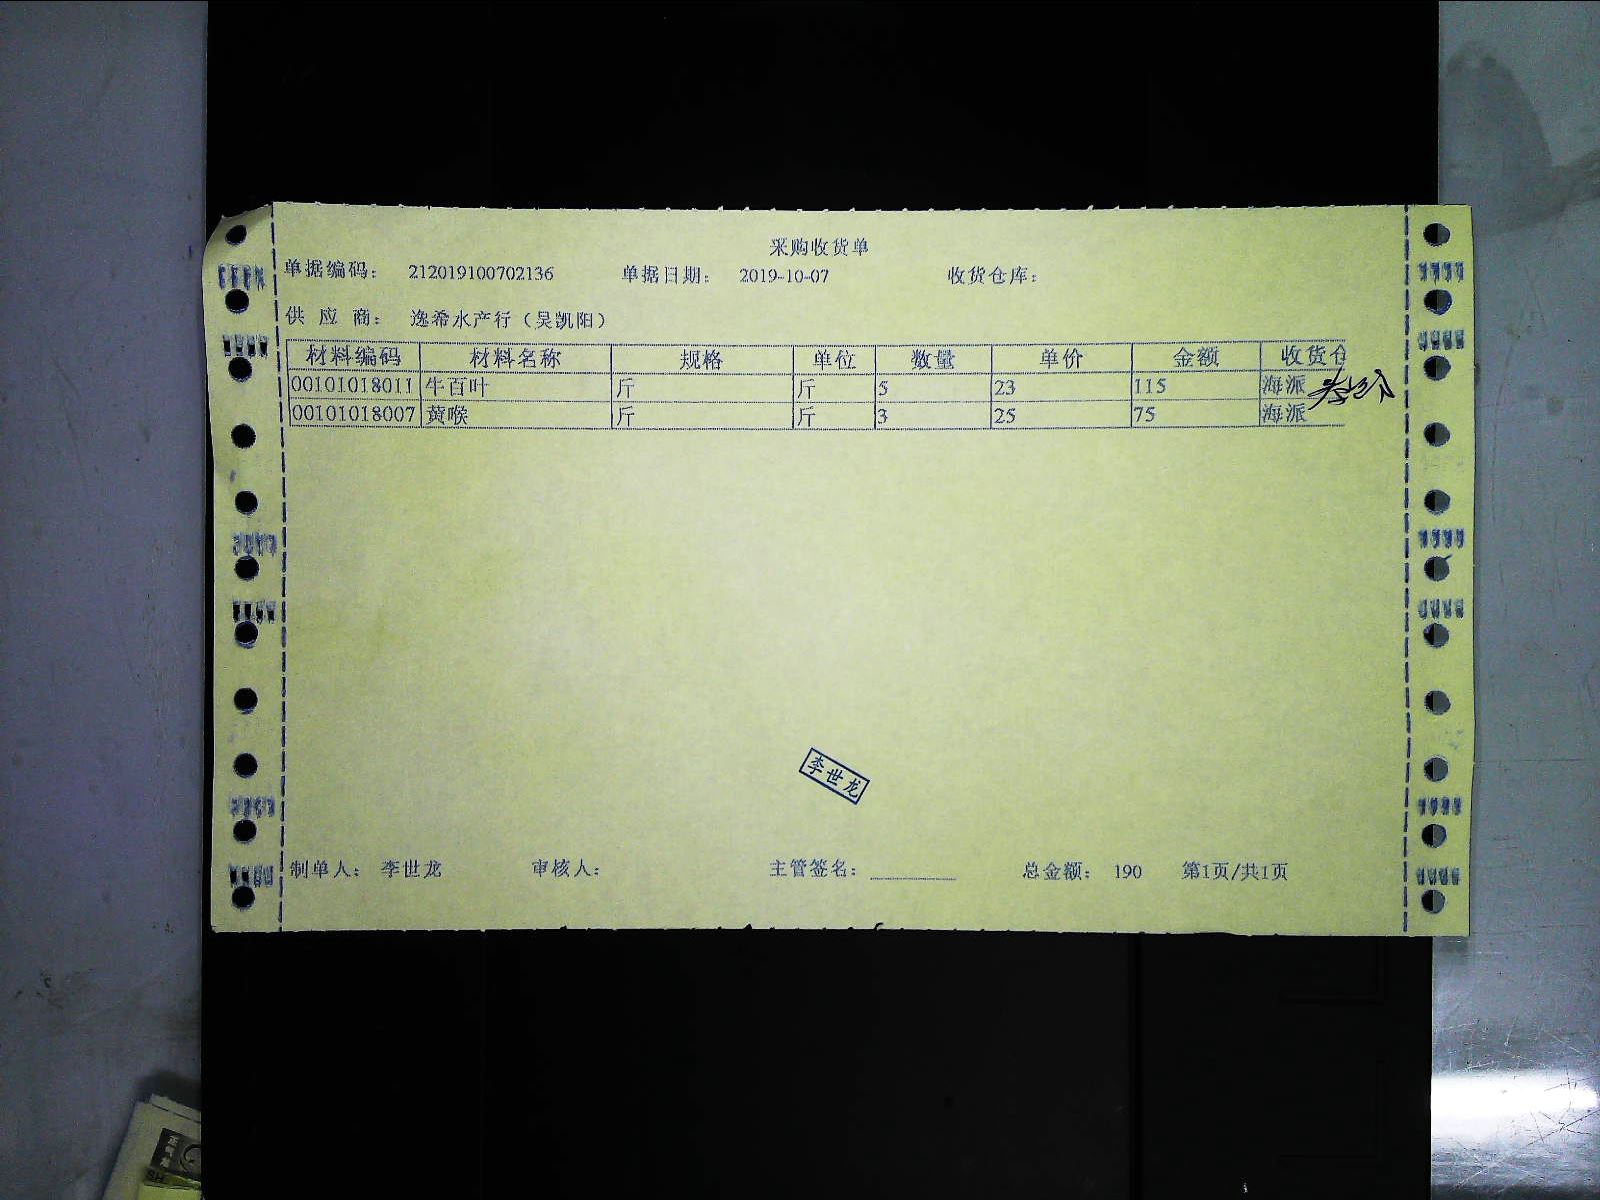 采购收货单
单据编码: 212019100702136 单据日期: 2019-10-07 收货仓库:
供 应 商: 逸希水产行(吴凯阳)
材料编码 材料名称 规格 单位 数量 单价 金额 收货仓
00101018011 牛百叶 斤 斤 5 23 115 海派
00101018007 黄喉 斤 斤 3 25 75 海派
李世龙
制单人: 李世龙 审核人: 主管签名: 总金额: 190 第1页/共1页